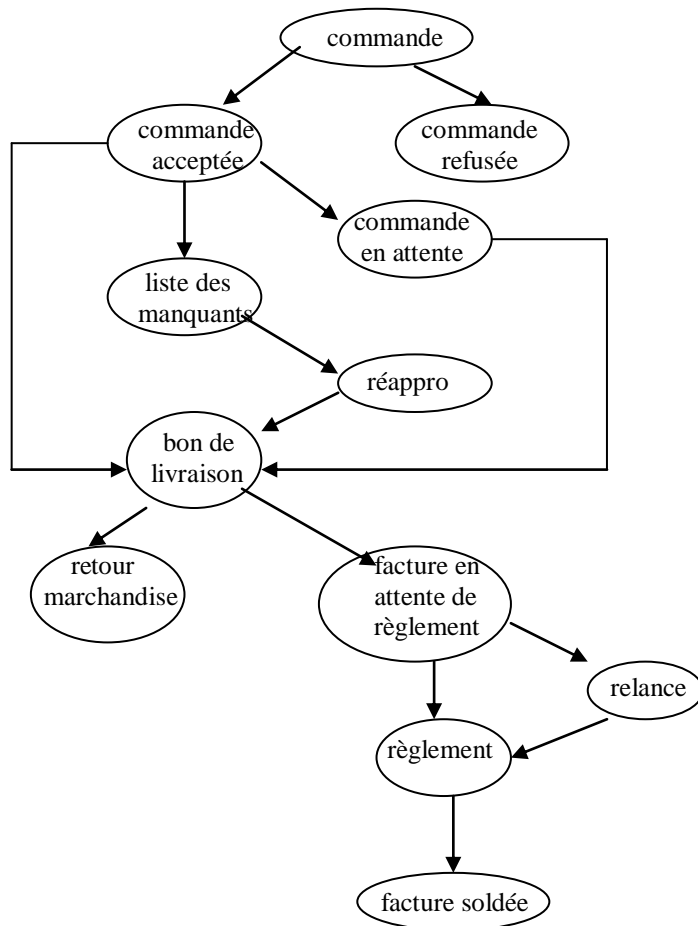 commande
commande
acceptée
commande
refusée
commande
en attente
liste des
manquants
réappro
bon de
livraison
retour
marchandise
facture en
attente de
règlement
relance
règlement
facture soldée